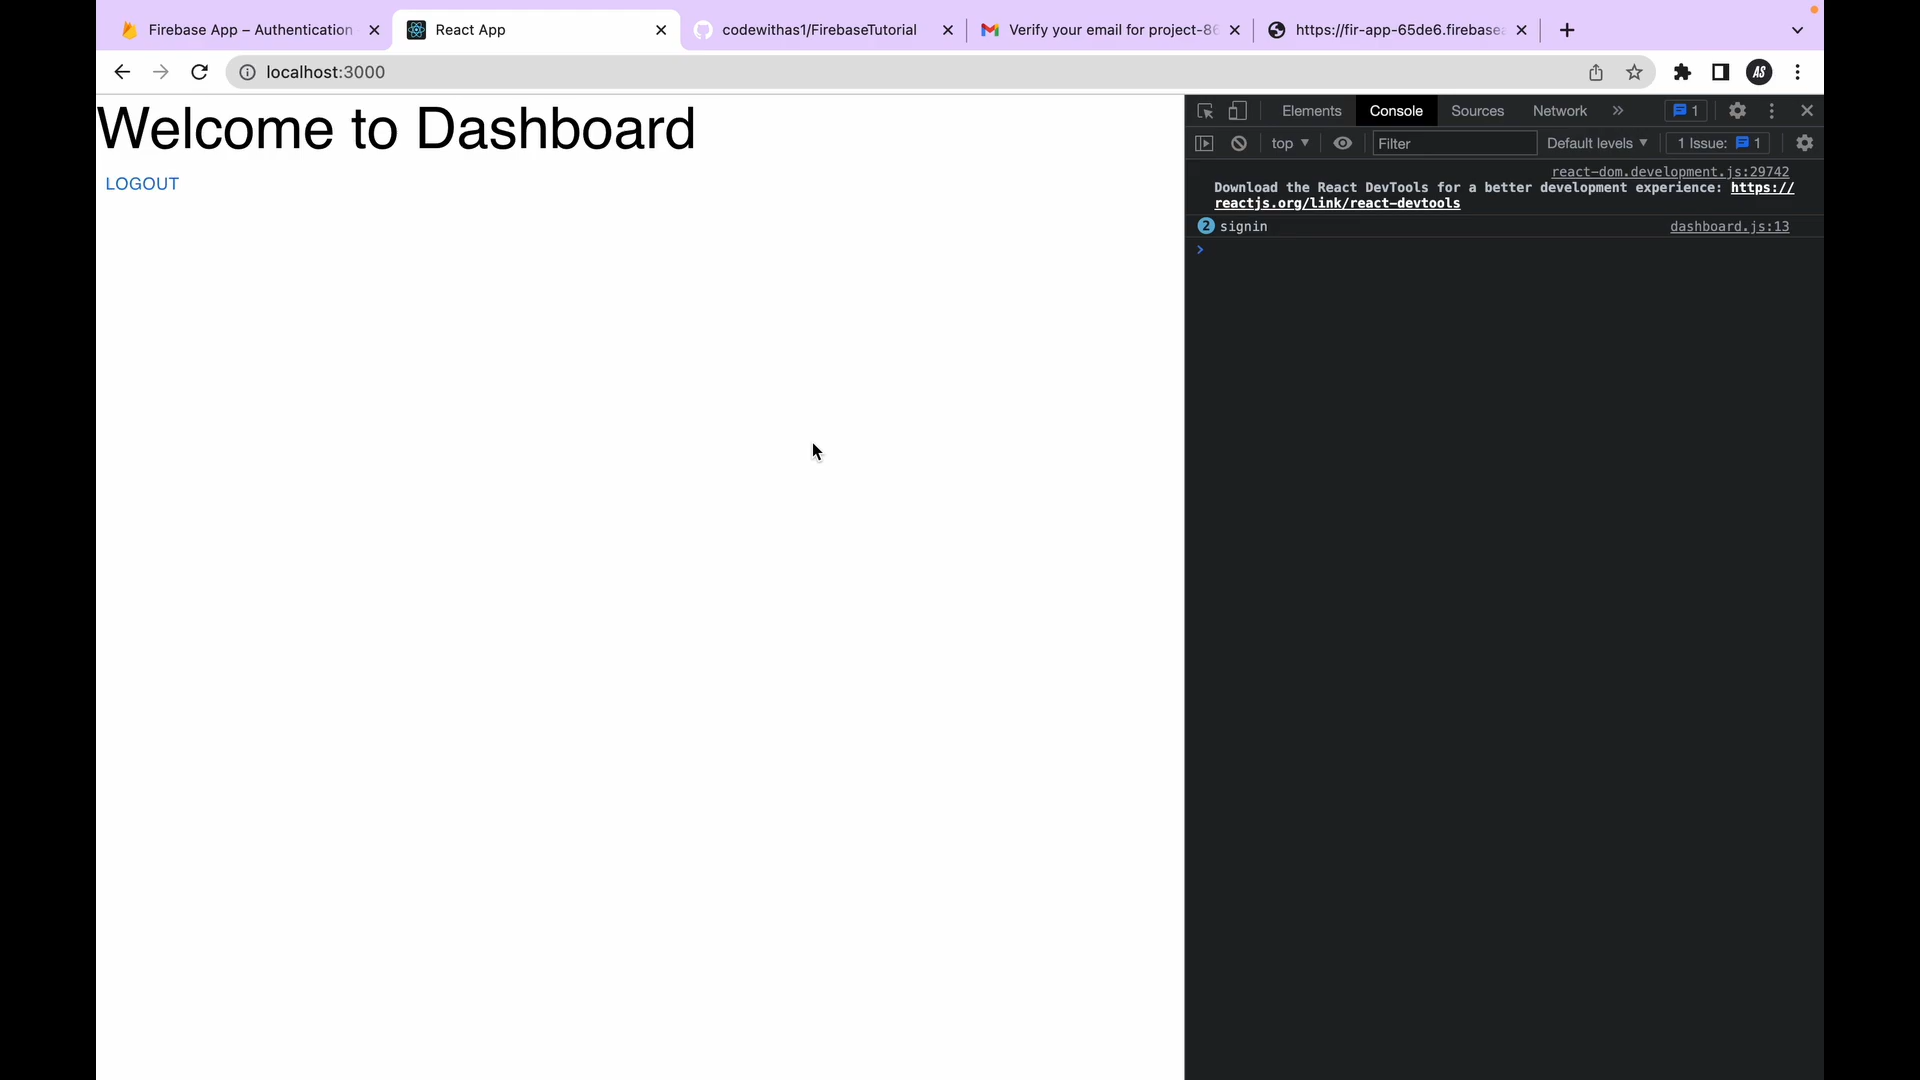 Firebase App – Authentication
React App
codewithas1/FirebaseTutorial
Verify your email for project-86
https://fir-app-65de6.firebasea
localhost:3000
AS
Welcome to Dashboard
LOGOUT
Elements
Console
Sources
Network
1
top
Filter
Default levels
1 Issue: 1
react-dom.development.js:29742
Download the React DevTools for a better development experience: https://
reactjs.org/link/react-devtools
2 signin
dashboard.js:13